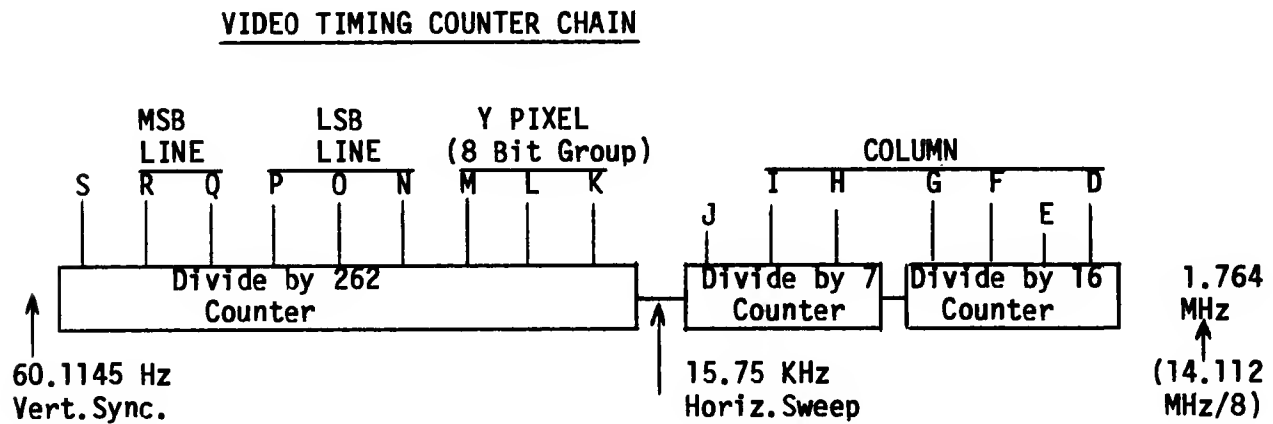 VIDEO TIMING COUNTER CHAIN
MSB LSB Y PIXEL
LINE LINE (8 Bit Group) COLUMN
S R Q P O N M L K I H G F D
J E
Divide by 262 Divide by 7 Divide by 16 1.764
Counter Counter Counter MHz
60.1145 Hz 15.75 KHz (14.112
Vert.Sync. Horiz.Sweep MHz/8)